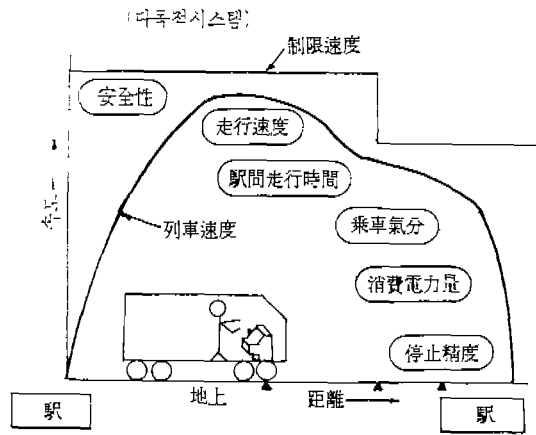 制限速度
安全性
走行速度
駅間走行時間
列車速度
乗車氣分
消費電力量
停止精度
地上
距離
駅
駅